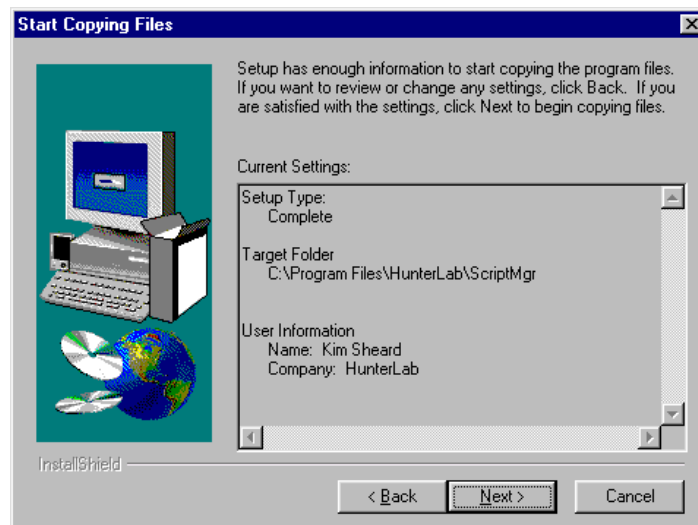 Start Copying Files
Setup has enough information to start copying the program files.
If you want to review or change any settings, click Back. If you
are satisfied with the settings, click Next to begin copying files.
Current Settings:
Setup Type:
Complete
Target Folder
C:\Program Files\HunterLab\ScriptMgr
User Information
Name: Kim Sheard
Company: HunterLab
InstallShield
< Back
Next >
Cancel